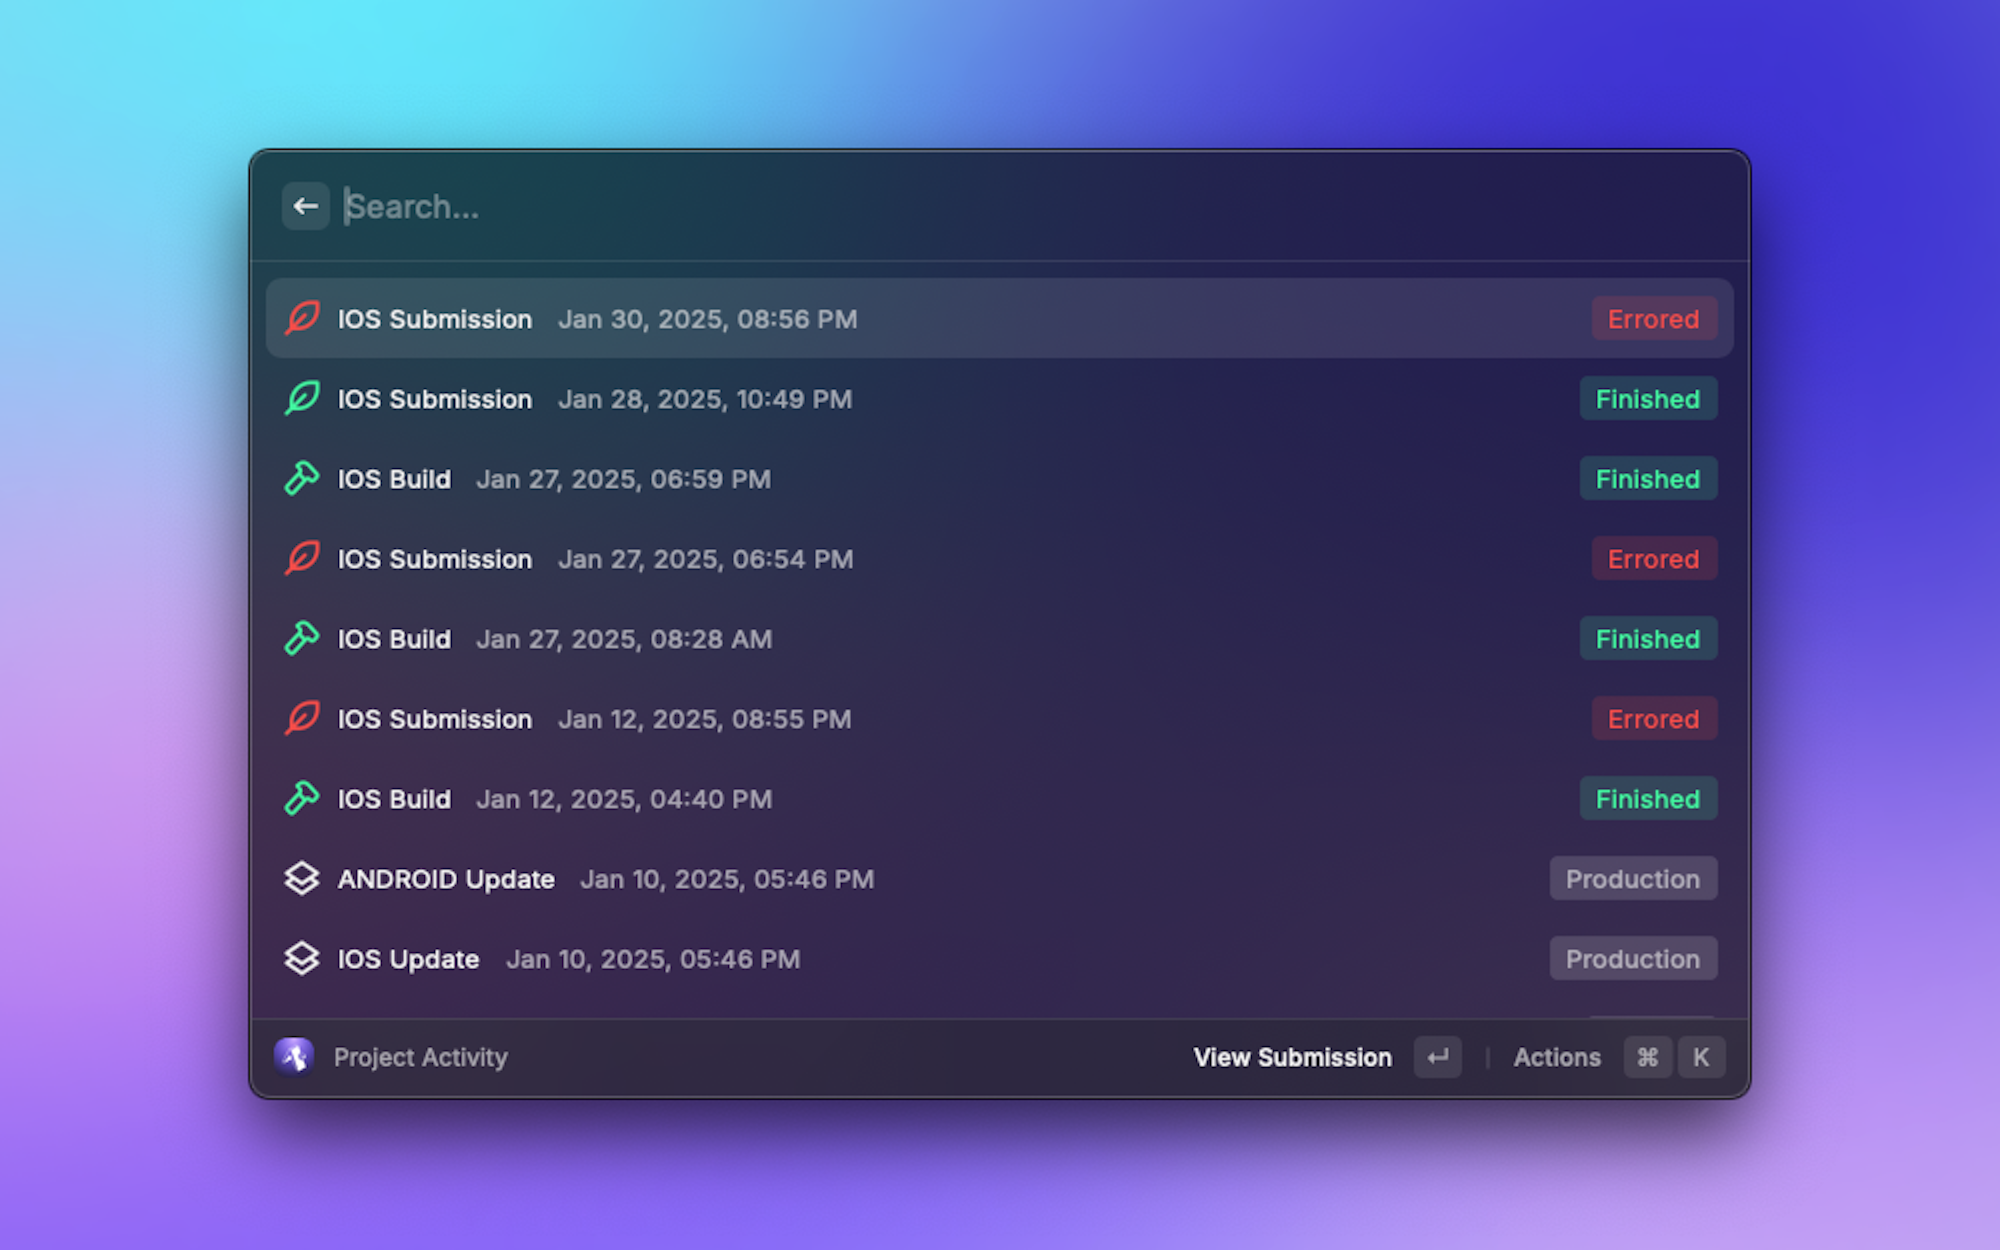 Search...
IOS Submission Jan 30, 2025, 08:56 PM Errored
IOS Submission Jan 28, 2025, 10:49 PM Finished
IOS Build Jan 27, 2025, 06:59 PM Finished
IOS Submission Jan 27, 2025, 06:54 PM Errored
IOS Build Jan 27, 2025, 08:28 AM Finished
IOS Submission Jan 12, 2025, 08:55 PM Errored
IOS Build Jan 12, 2025, 04:40 PM Finished
ANDROID Update Jan 10, 2025, 05:46 PM Production
IOS Update Jan 10, 2025, 05:46 PM Production
Project Activity View Submission ↵ Actions ⌘ K